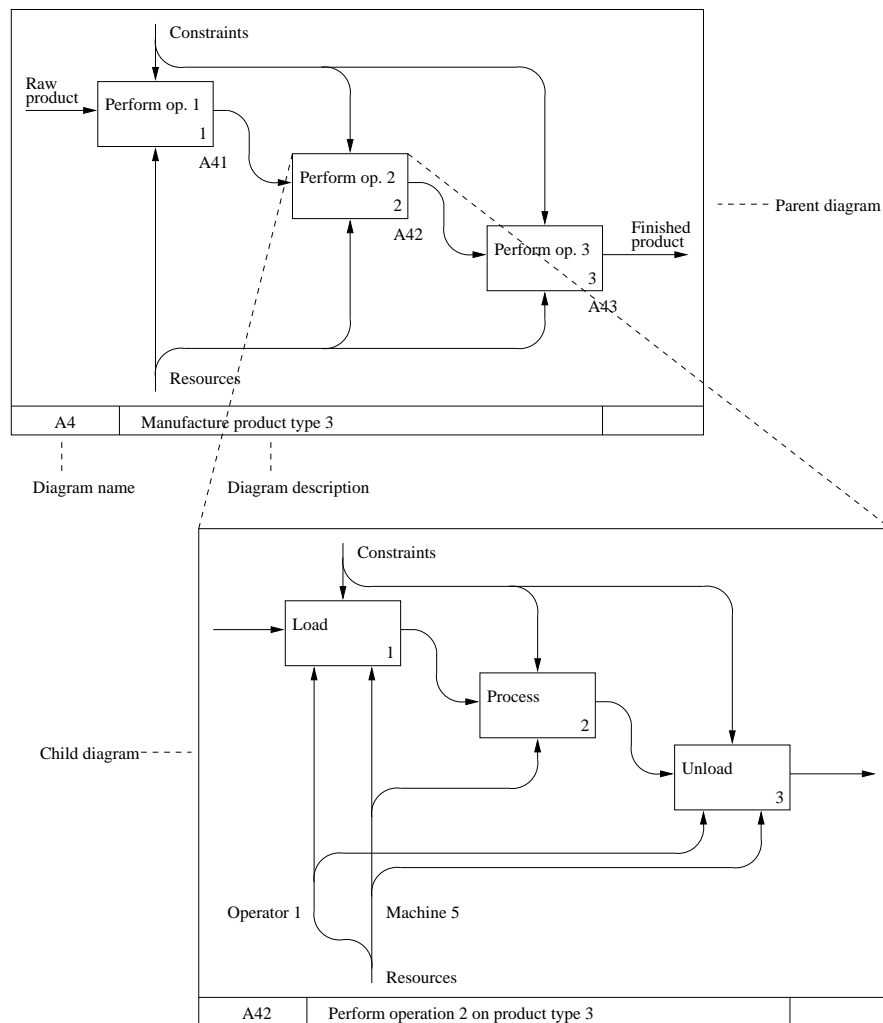 Constraints
Raw
product
Perform op. 1
1
A41
Perform op. 2
2
A42
Parent diagram
Finished
product
Perform op. 3
3
A43
Resources
A4
Manufacture product type 3
Diagram name
Diagram description
Constraints
Load
1
Process
2
Child diagram
Unload
3
Operator 1
Machine 5
Resources
A42
Perform operation 2 on product type 3